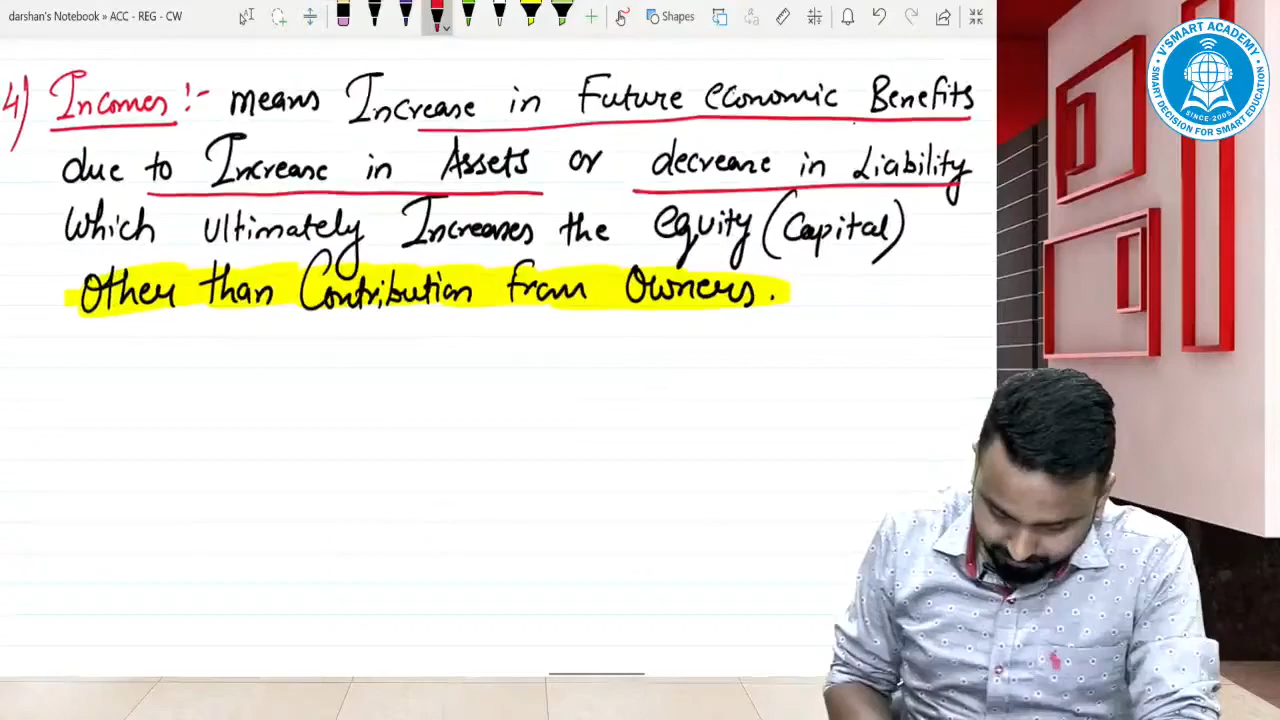 darshan's Notebook » ACC - REG - CW
Shapes
4) Incomes :- means Increase in Future economic Benefits
due to Increase in Assets or decrease in Liability
Which ultimately Increases the equity (Capital)
Other than Contribution from Owners.
V'SMART ACADEMY
SINCE-2005
SMART DECISION FOR SMART EDUCATION